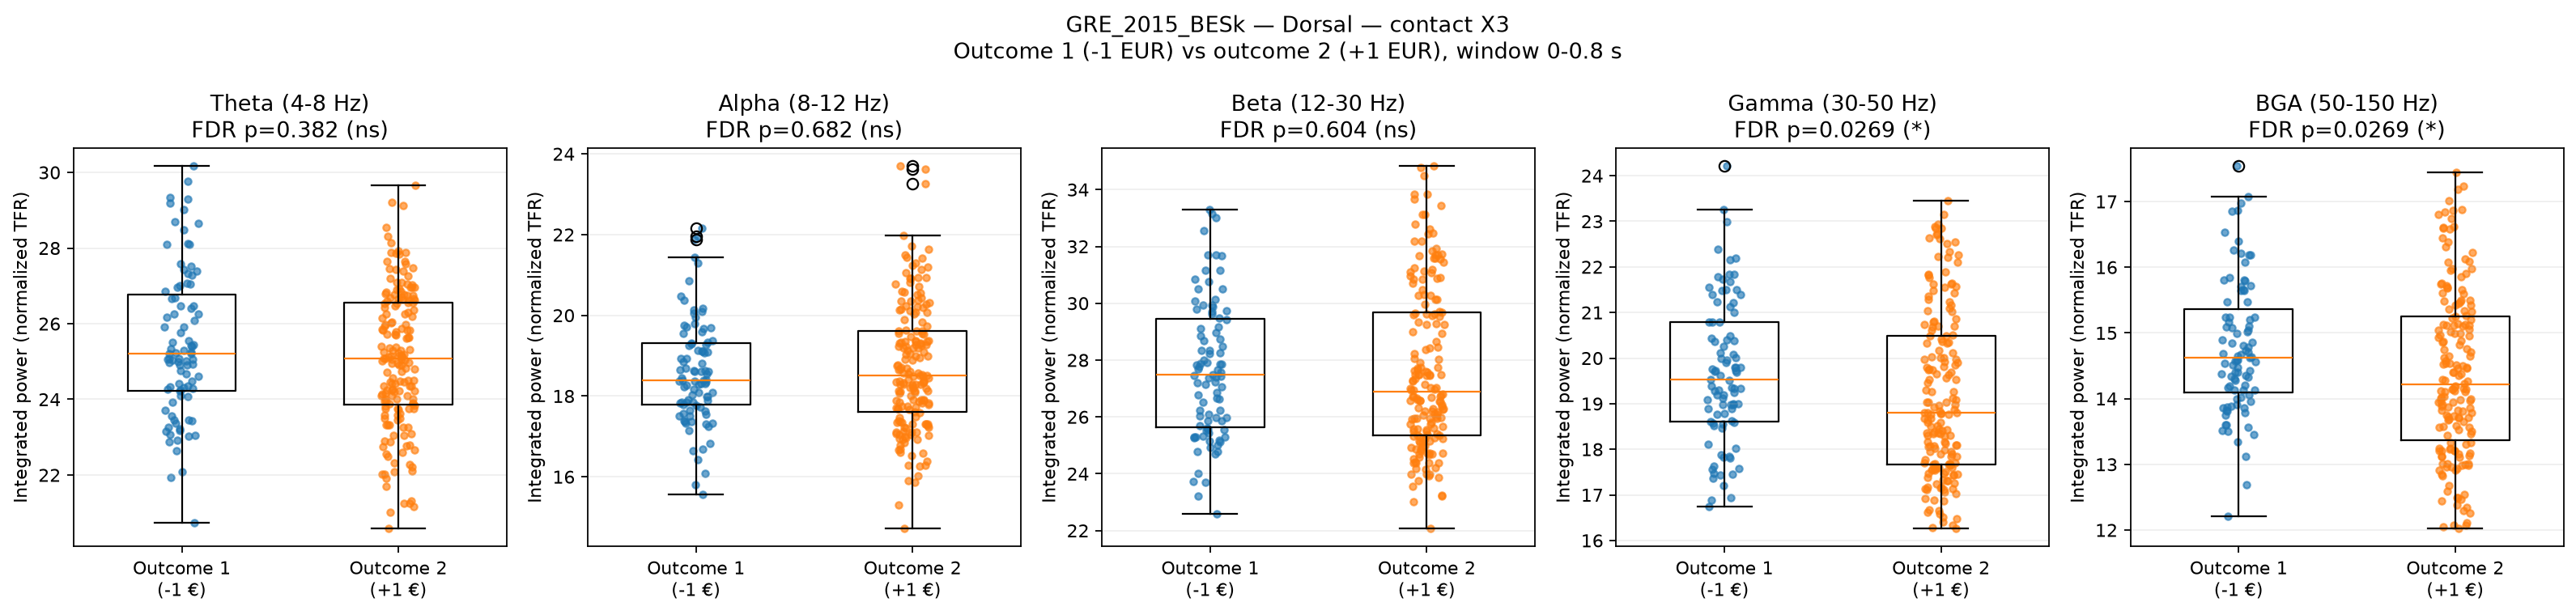 GRE_2015_BESk — Dorsal — contact X3
Outcome 1 (-1 EUR) vs outcome 2 (+1 EUR), window 0-0.8 s
Theta (4-8 Hz)
FDR p=0.382 (ns)
Integrated power (normalized TFR)
30
28
26
24
22
Outcome 1
(-1 €)
Outcome 2
(+1 €)
Alpha (8-12 Hz)
FDR p=0.682 (ns)
Integrated power (normalized TFR)
24
22
20
18
16
Outcome 1
(-1 €)
Outcome 2
(+1 €)
Beta (12-30 Hz)
FDR p=0.604 (ns)
Integrated power (normalized TFR)
34
32
30
28
26
24
22
Outcome 1
(-1 €)
Outcome 2
(+1 €)
Gamma (30-50 Hz)
FDR p=0.0269 (*)
Integrated power (normalized TFR)
24
23
22
21
20
19
18
17
16
Outcome 1
(-1 €)
Outcome 2
(+1 €)
BGA (50-150 Hz)
FDR p=0.0269 (*)
Integrated power (normalized TFR)
17
16
15
14
13
12
Outcome 1
(-1 €)
Outcome 2
(+1 €)